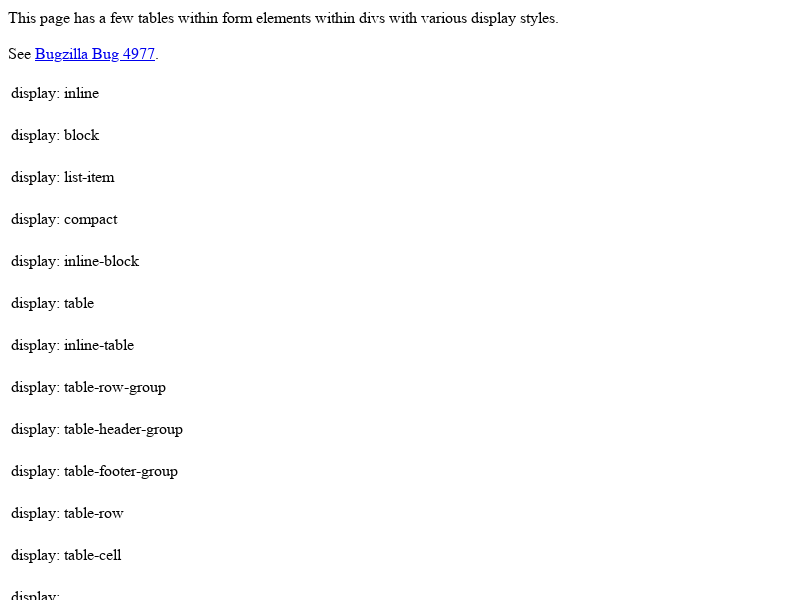 This page has a few tables within form elements within divs with various display styles.
See Bugzilla Bug 4977.
display: inline
display: block
display: list-item
display: compact
display: inline-block
display: table
display: inline-table
display: table-row-group
display: table-header-group
display: table-footer-group
display: table-row
display: table-cell
display: